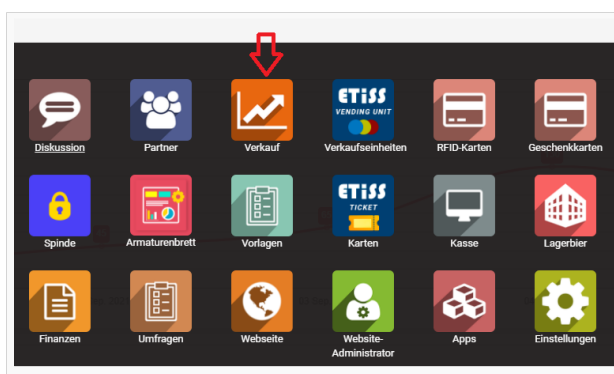 Diskussion
Partner
Verkauf
ETiSS
VENDING UNIT
Verkaufseinheiten
RFID-Karten
Geschenkkarten
Spinde
Armaturenbrett
Vorlagen
ETiSS
TICKET
Karten
Kasse
Lagerbier
Finanzen
Umfragen
Webseite
Website-
Administrator
Apps
Einstellungen